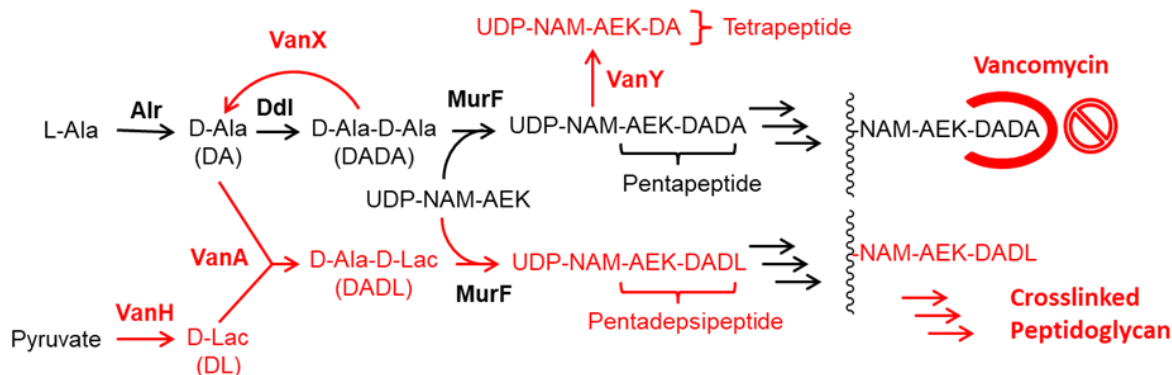 UDP-NAM-AEK-DA Tetrapeptide
VanX
VanY
Vancomycin
Alr
Ddl
MurF
L-Ala
D-Ala
(DA)
D-Ala-D-Ala
(DADA)
UDP-NAM-AEK-DADA
-NAM-AEK-DADA
Pentapeptide
UDP-NAM-AEK
VanA
D-Ala-D-Lac
(DADL)
MurF
UDP-NAM-AEK-DADL
-NAM-AEK-DADL
Pentadepsipeptide
VanH
Pyruvate
D-Lac
(DL)
Crosslinked
Peptidoglycan